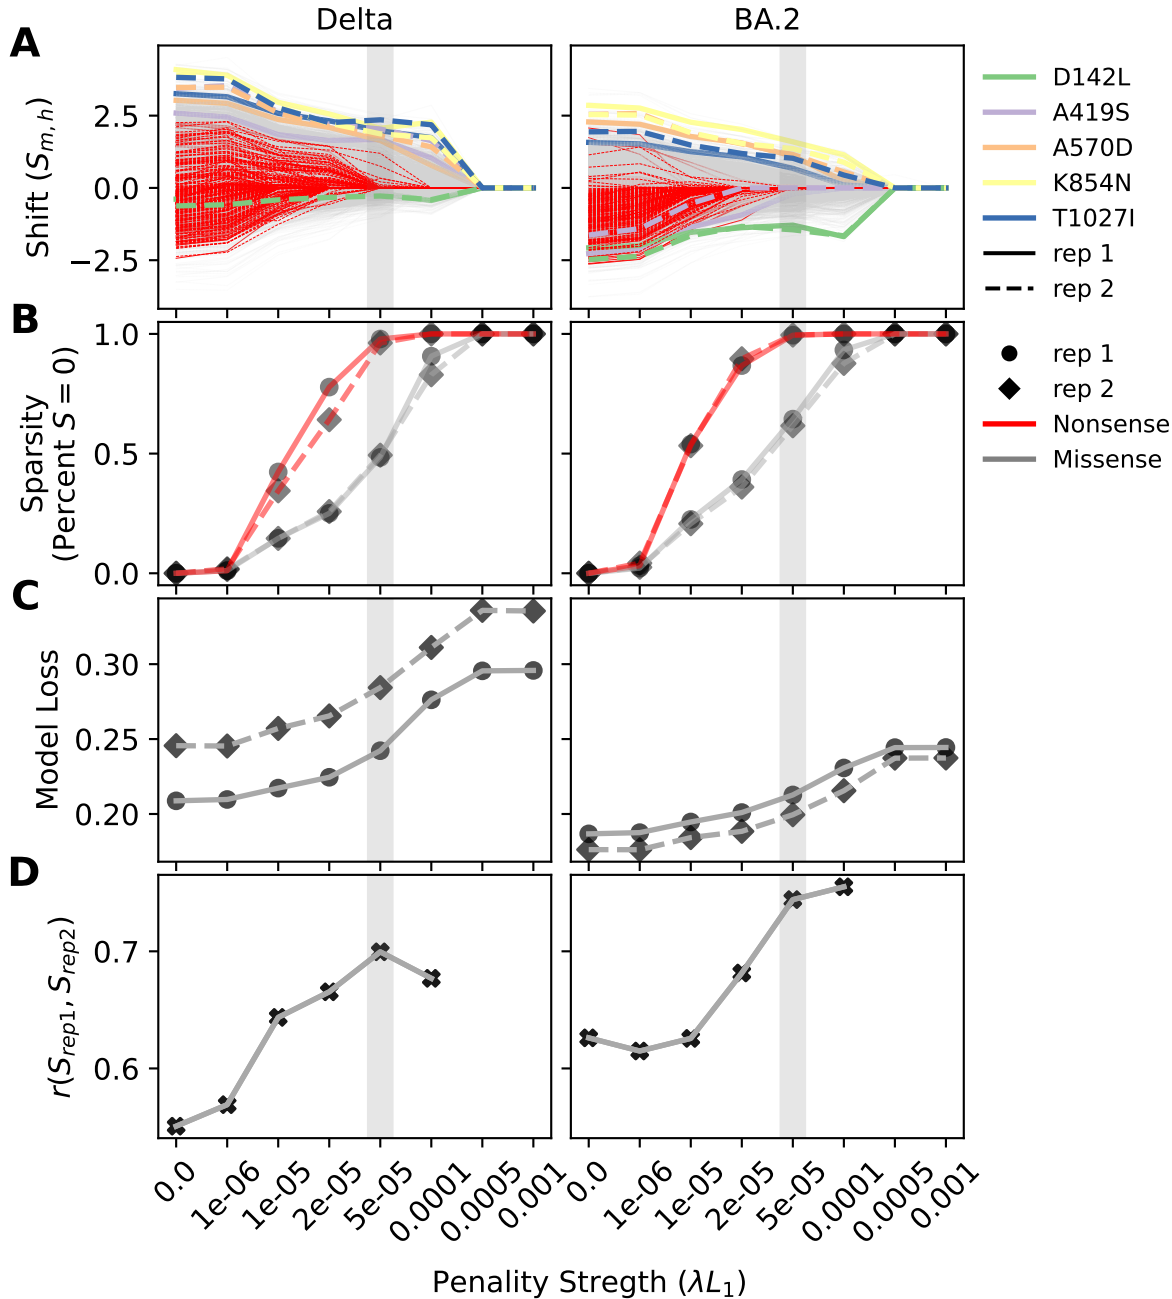 Delta
BA.2
A
2.5
0.0
−2.5
Shift (S_{m, h})
D142L
A419S
A570D
K854N
T1027I
rep 1
rep 2
B
1.0
0.5
0.0
Sparsity
(Percent S = 0)
rep 1
rep 2
Nonsense
Missense
C
0.30
0.25
0.20
Model Loss
D
0.7
0.6
r(S_{rep1}, S_{rep2})
0.0 1e-06 1e-05 2e-05 5e-05 0.0001 0.0005 0.001
0.0 1e-06 1e-05 2e-05 5e-05 0.0001 0.0005 0.001
Penality Stregth (λL₁)